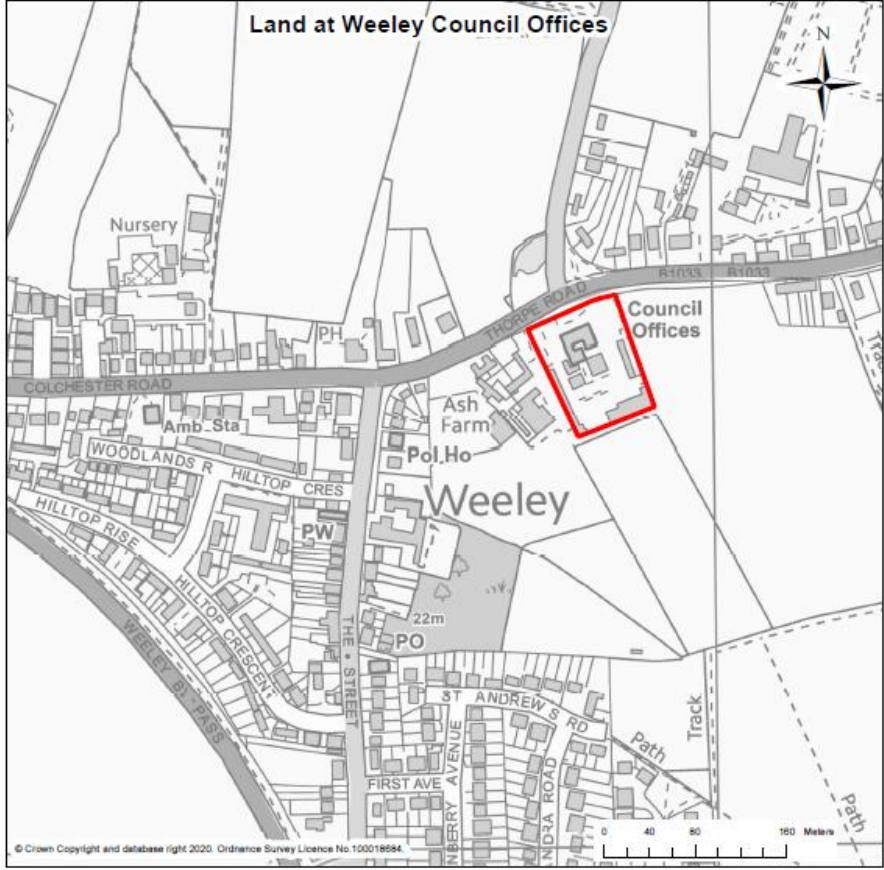 Land at Weeley Council Offices
N
Nursery
PH
THORPE ROAD
B1033 B1033
Council
Offices
COLCHESTER ROAD
Amb Sta
Ash
Farm
Pol Ho
WOODLANDS R
HILLTOP CRES
Weeley
HILLTOP RISE
PW
HILLTOP CRESCENT
22m
PO
THE STREET
WEELEY BY-PASS
ST ANDREW S RD
Track
Track
Path
Path
FIRST AVE
NBERRY AVENUE
NDRA ROAD
0 40 80 160 Meters
© Crown Copyright and database right 2020. Ordnance Survey Licence No.100018684.